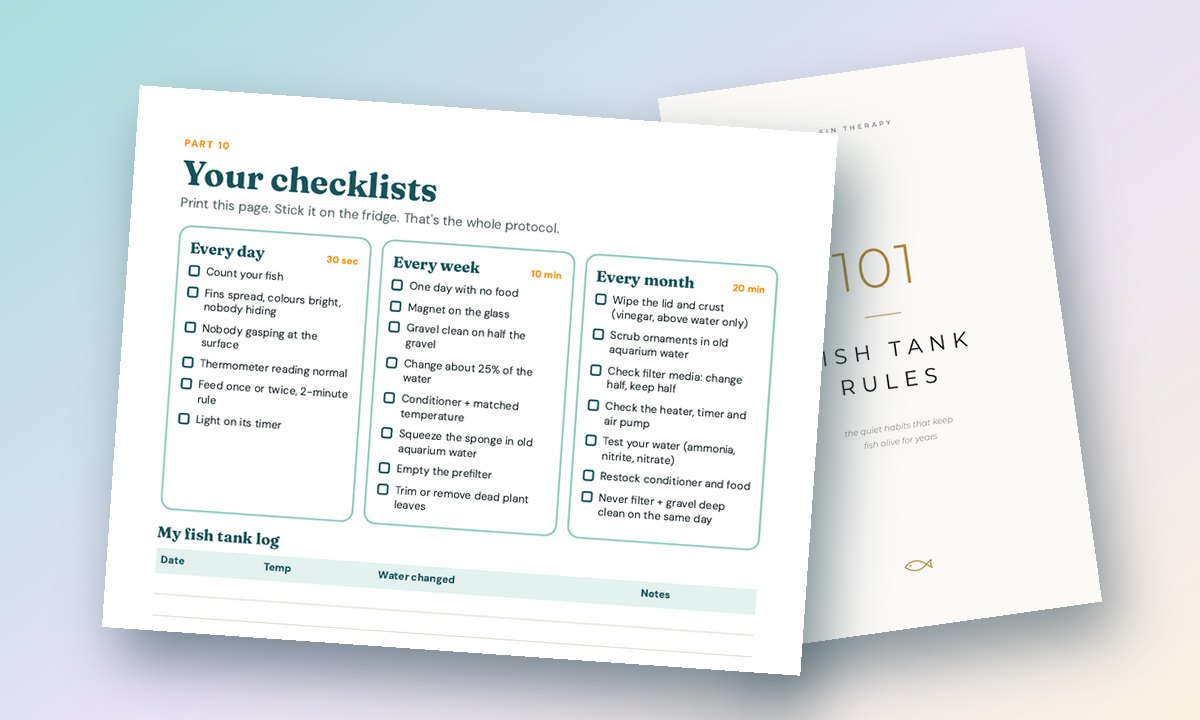 PART 10
Your checklists
Print this page. Stick it on the fridge. That's the whole protocol.
Every day
30 sec
Count your fish
Fins spread, colours bright,
nobody hiding
Nobody gasping at the
surface
Thermometer reading normal
Feed once or twice, 2-minute
rule
Light on its timer
Every week
10 min
One day with no food
Magnet on the glass
Gravel clean on half the
gravel
Change about 25% of the
water
Conditioner + matched
temperature
Squeeze the sponge in old
aquarium water
Empty the prefilter
Trim or remove dead plant
leaves
Every month
20 min
Wipe the lid and crust
(vinegar, above water only)
Scrub ornaments in old
aquarium water
Check filter media: change
half, keep half
Check the heater, timer and
air pump
Test your water (ammonia,
nitrite, nitrate)
Restock conditioner and food
Never filter + gravel deep
clean on the same day
My fish tank log
Date Temp Water changed Notes
THERAPY
101
TANK
RULES
the quiet habits that keep
fish alive for years